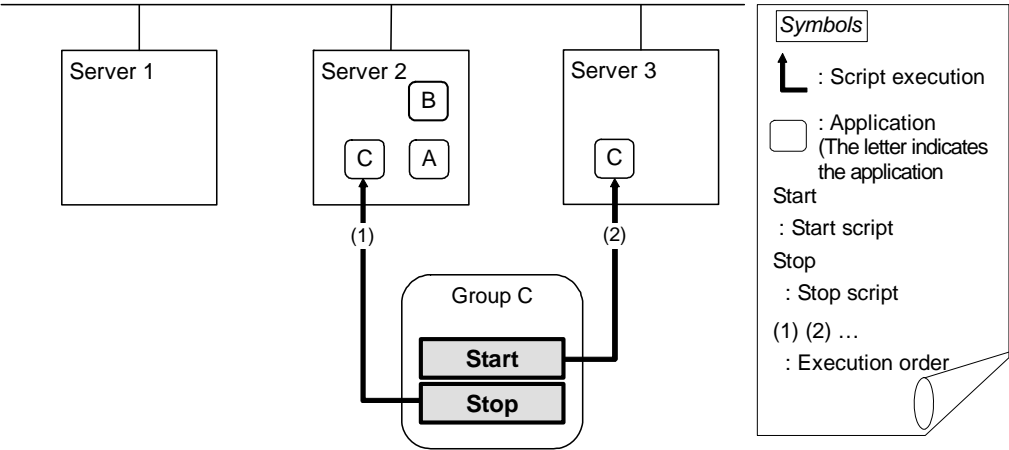 Server 1
Server 2
Server 3
B
C
A
C
(1)
(2)
Group C
Start
Stop
Symbols
: Script execution
: Application
(The letter indicates
the application
Start
: Start script
Stop
: Stop script
(1) (2) …
: Execution order